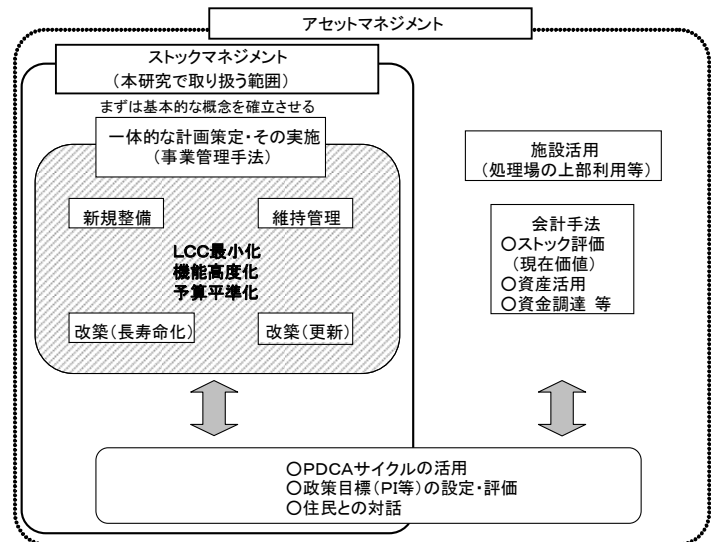 アセットマネジメント
ストックマネジメント
(本研究で取り扱う範囲)
まずは基本的な概念を確立させる
一体的な計画策定・その実施
(事業管理手法)
新規整備
維持管理
LCC最小化
機能高度化
予算平準化
改築(長寿命化)
改築(更新)
施設活用
(処理場の上部利用等)
会計手法
○ストック評価
(現在価値)
○資産活用
○資金調達 等
○PDCAサイクルの活用
○政策目標(PI等)の設定・評価
○住民との対話